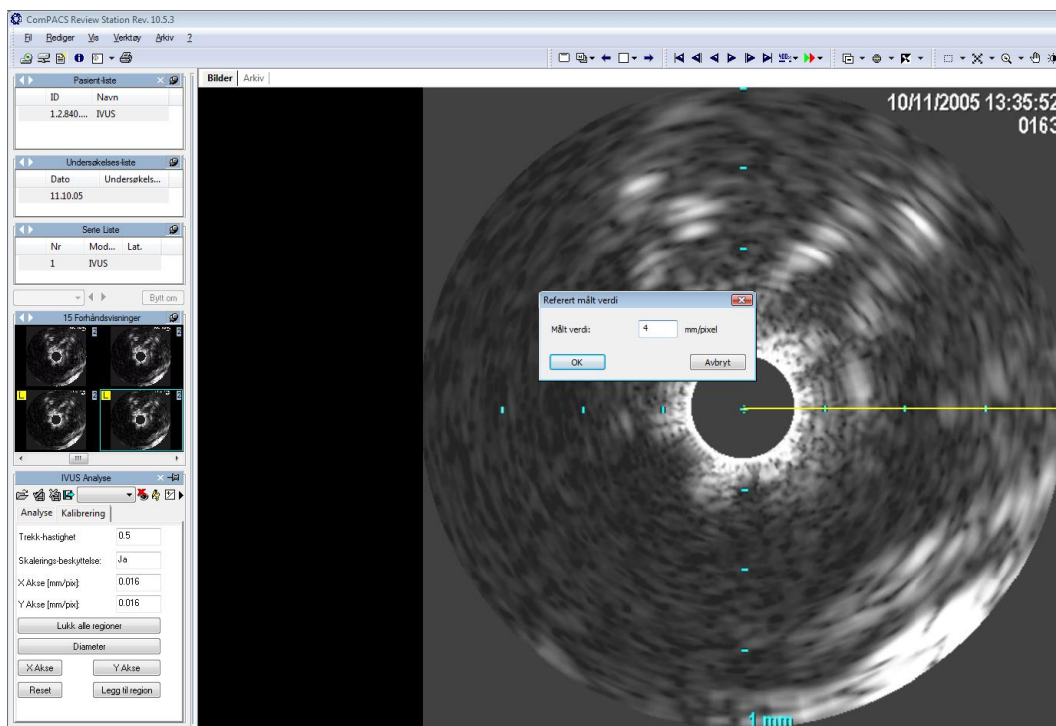 ComPACS Review Station Rev. 10.5.3
Fil Rediger Vis Verktøy Arkiv ?
Pasient-liste
ID Navn
1.2.840.... IVUS
Undersøkelses-liste
Dato Undersøkels...
11.10.05
Serie Liste
Nr Mod... Lat.
1 IVUS
Bytt om
15 Forhåndsvisninger
L L
IVUS Analyse
Analyse Kalibrering
Trekk-hastighet 0.5
Skalerings-beskyttelse: Ja
X Akse [mm/pix]: 0.016
Y Akse [mm/pix]: 0.016
Lukk alle regioner
Diameter
X Akse Y Akse
Reset Legg til region
Bilder Arkiv
10/11/2005 13:35:52
0163
Referert målt verdi
Målt verdi: 4 mm/pixel
OK Avbryt
1 mm